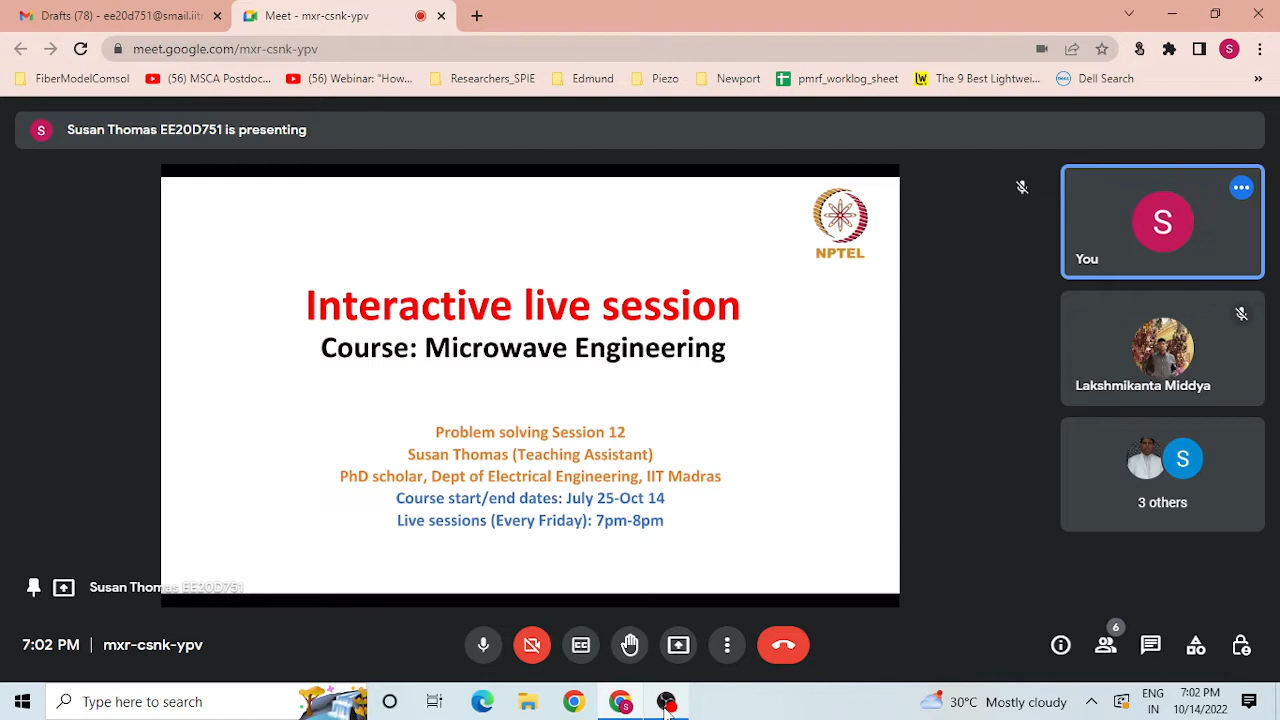 Drafts (78) - ee20d751@smail.iit
Meet - mxr-csnk-ypv
meet.google.com/mxr-csnk-ypv
S
FiberModelComsol
(56) MSCA Postdoc...
(56) Webinar: "How...
Researchers_SPIE
Edmund
Piezo
Newport
pmrf_worklog_sheet
The 9 Best Lightwei...
Dell Search
S
Susan Thomas EE20D751 is presenting
NPTEL
Interactive live session
Course: Microwave Engineering
Problem solving Session 12
Susan Thomas (Teaching Assistant)
PhD scholar, Dept of Electrical Engineering, IIT Madras
Course start/end dates: July 25-Oct 14
Live sessions (Every Friday): 7pm-8pm
S
You
Lakshmikanta Middya
S
3 others
Susan Thomas EE20D751
7:02 PM | mxr-csnk-ypv
6
Type here to search
30°C Mostly cloudy
ENG
IN
7:02 PM
10/14/2022